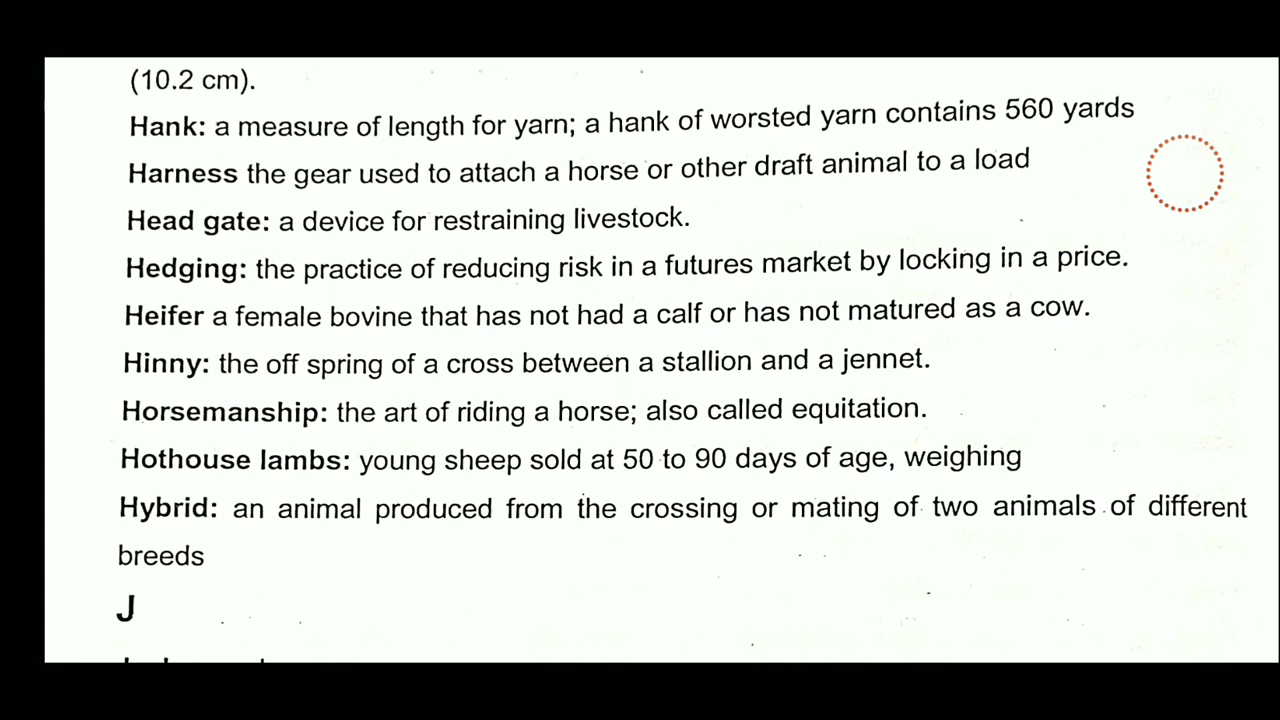 (10.2 cm).
Hank: a measure of length for yarn; a hank of worsted yarn contains 560 yards
Harness the gear used to attach a horse or other draft animal to a load
Head gate: a device for restraining livestock.
Hedging: the practice of reducing risk in a futures market by locking in a price.
Heifer a female bovine that has not had a calf or has not matured as a cow.
Hinny: the off spring of a cross between a stallion and a jennet.
Horsemanship: the art of riding a horse; also called equitation.
Hothouse lambs: young sheep sold at 50 to 90 days of age, weighing
Hybrid: an animal produced from the crossing or mating of two animals of different
breeds
J